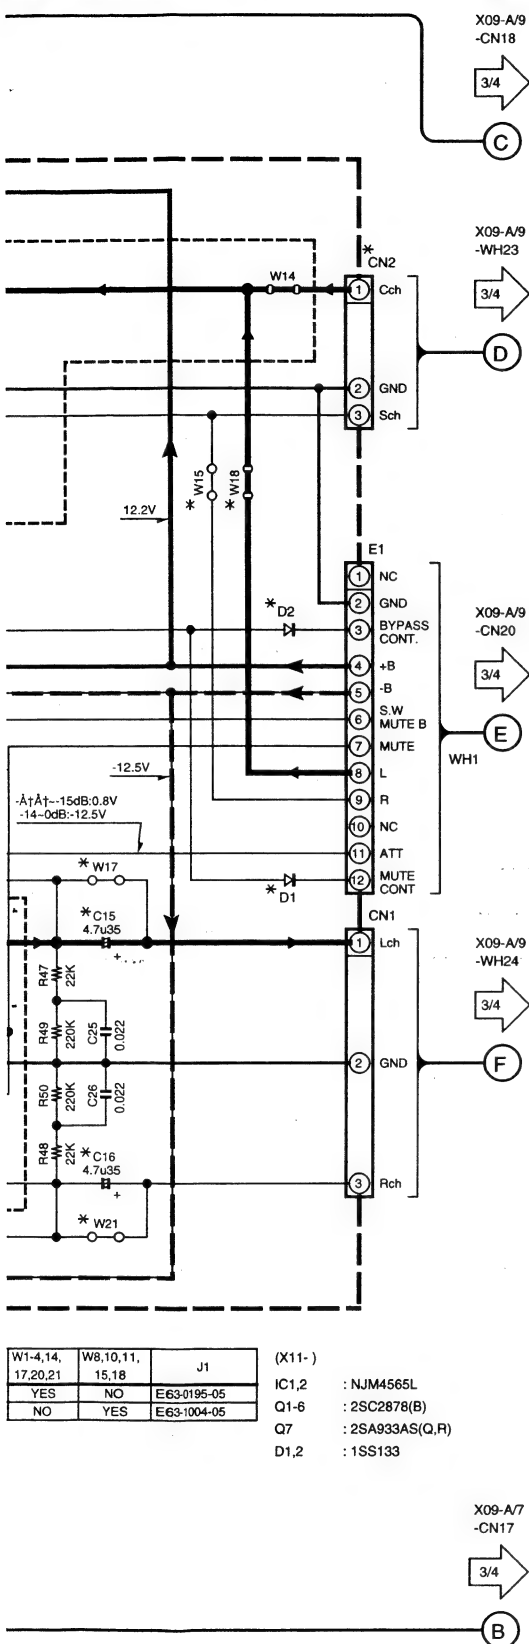 X09-A/9
-CN18
3/4
C
X09-A/9
-WH23
3/4
D
*
CN2
W14
1 Cch
2 GND
3 Sch
* W15
* W18
12.2V
E1
1 NC
2 GND
* D2
3 BYPASS
CONT.
4 +B
5 -B
6 S.W
MUTE B
7 MUTE
8 L
9 R
10 NC
11 ATT
12 MUTE
CONT
X09-A/9
-CN20
3/4
E
WH1
-12.5V
-À†À†~-15dB:0.8V
-14~0dB:-12.5V
* W17
* D1
* C15
4.7u35
+
CN1
1 Lch
2 GND
3 Rch
X09-A/9
-WH24
3/4
F
R47
22K
R49
220K
C25
0.022
R50
220K
C26
0.022
R48
22K
* C16
4.7u35
+
* W21
W1-4,14, W8,10,11, J1
17,20,21 15,18
YES NO E63-0195-05
NO YES E63-1004-05
(X11- )
IC1,2 : NJM4565L
Q1-6 : 2SC2878(B)
Q7 : 2SA933AS(Q,R)
D1,2 : 1SS133
X09-A/7
-CN17
3/4
B